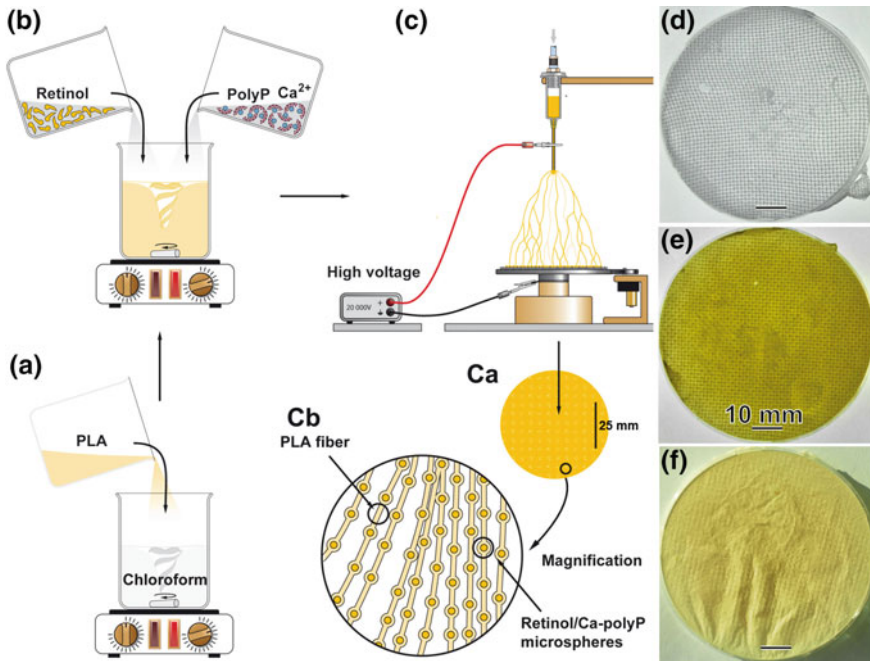 (b)
Retinol
PolyP Ca²⁺
(c)
High voltage
20 000V
+
(a)
PLA
Chloroform
Ca
25 mm
Cb
PLA fiber
Magnification
Retinol/Ca-polyP
microspheres
(d)
(e)
10 mm
(f)